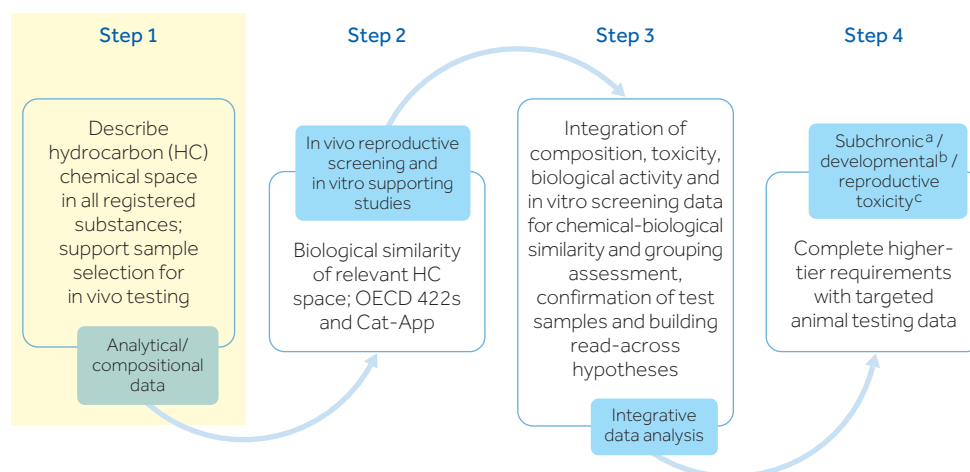 Step 1
Describe
hydrocarbon (HC)
chemical space
in all registered
substances;
support sample
selection for
in vivo testing
Analytical/
compositional
data
Step 2
In vivo reproductive
screening and
in vitro supporting
studies
Biological similarity
of relevant HC
space; OECD 422s
and Cat-App
Step 3
Integration of
composition, toxicity,
biological activity and
in vitro screening data
for chemical-biological
similarity and grouping
assessment,
confirmation of test
samples and building
read-across
hypotheses
Integrative
data analysis
Step 4
Subchronicᵃ /
developmentalᵇ /
reproductive
toxicityᶜ
Complete higher-
tier requirements
with targeted
animal testing data